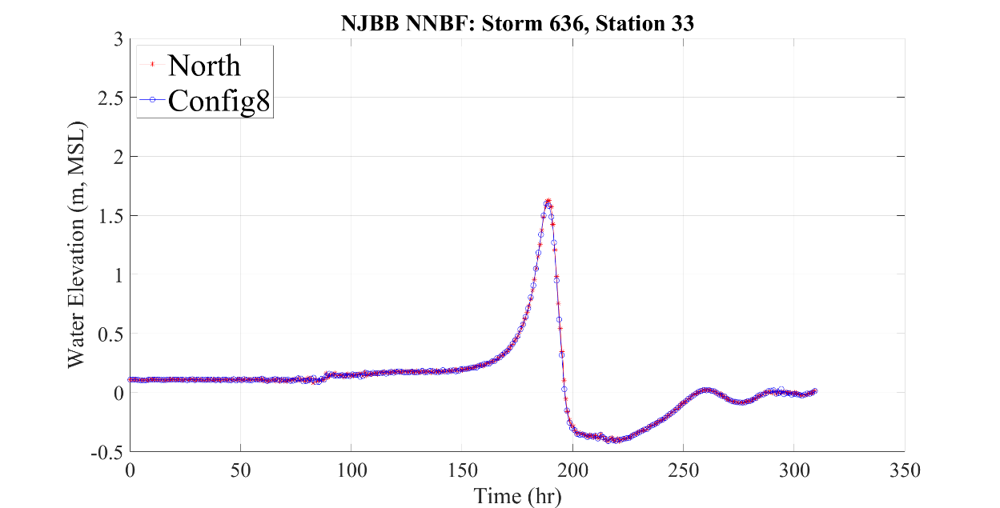 NJBB NNBF: Storm 636, Station 33
3
2.5
2
1.5
1
0.5
0
-0.5
North
Config8
Water Elevation (m, MSL)
0 50 100 150 200 250 300 350
Time (hr)